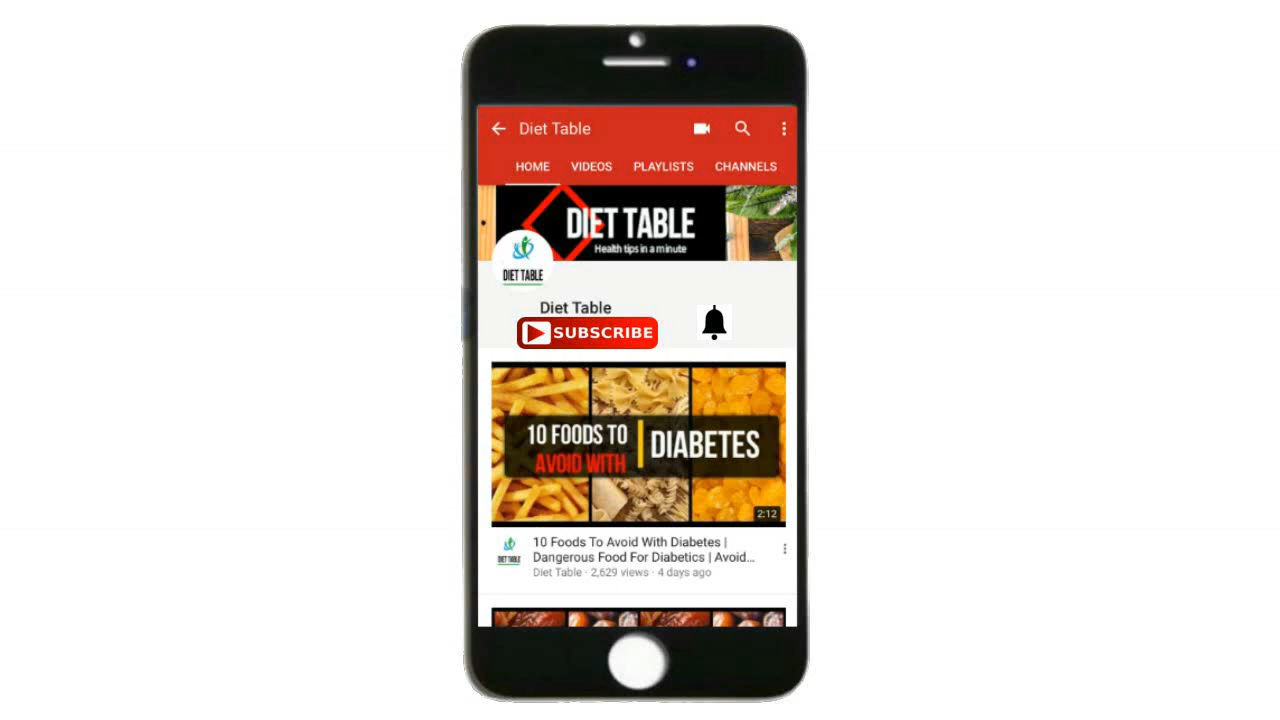 Diet Table
HOME VIDEOS PLAYLISTS CHANNELS
DIET TABLE
Health tips in a minute
DIET TABLE
Diet Table
SUBSCRIBE
10 FOODS TO
AVOID WITH
DIABETES
2:12
10 Foods To Avoid With Diabetes |
Dangerous Food For Diabetics | Avoid...
DIET TABLE
Diet Table · 2,629 views · 4 days ago